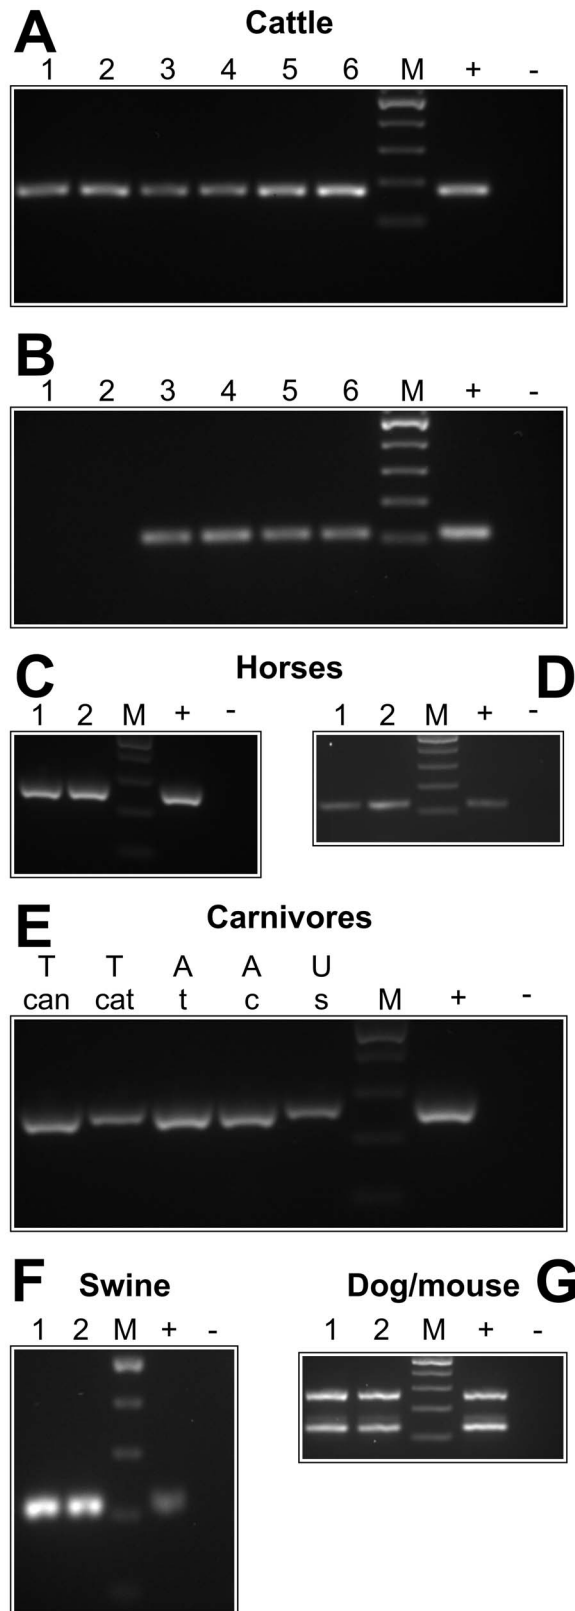 A
Cattle
1 2 3 4 5 6 M + -
B
1 2 3 4 5 6 M + -
C Horses D
1 2 M + -
1 2 M + -
E Carnivores
T T A A U
can cat t c s M + -
F Swine
1 2 M + -
Dog/mouse G
1 2 M + -